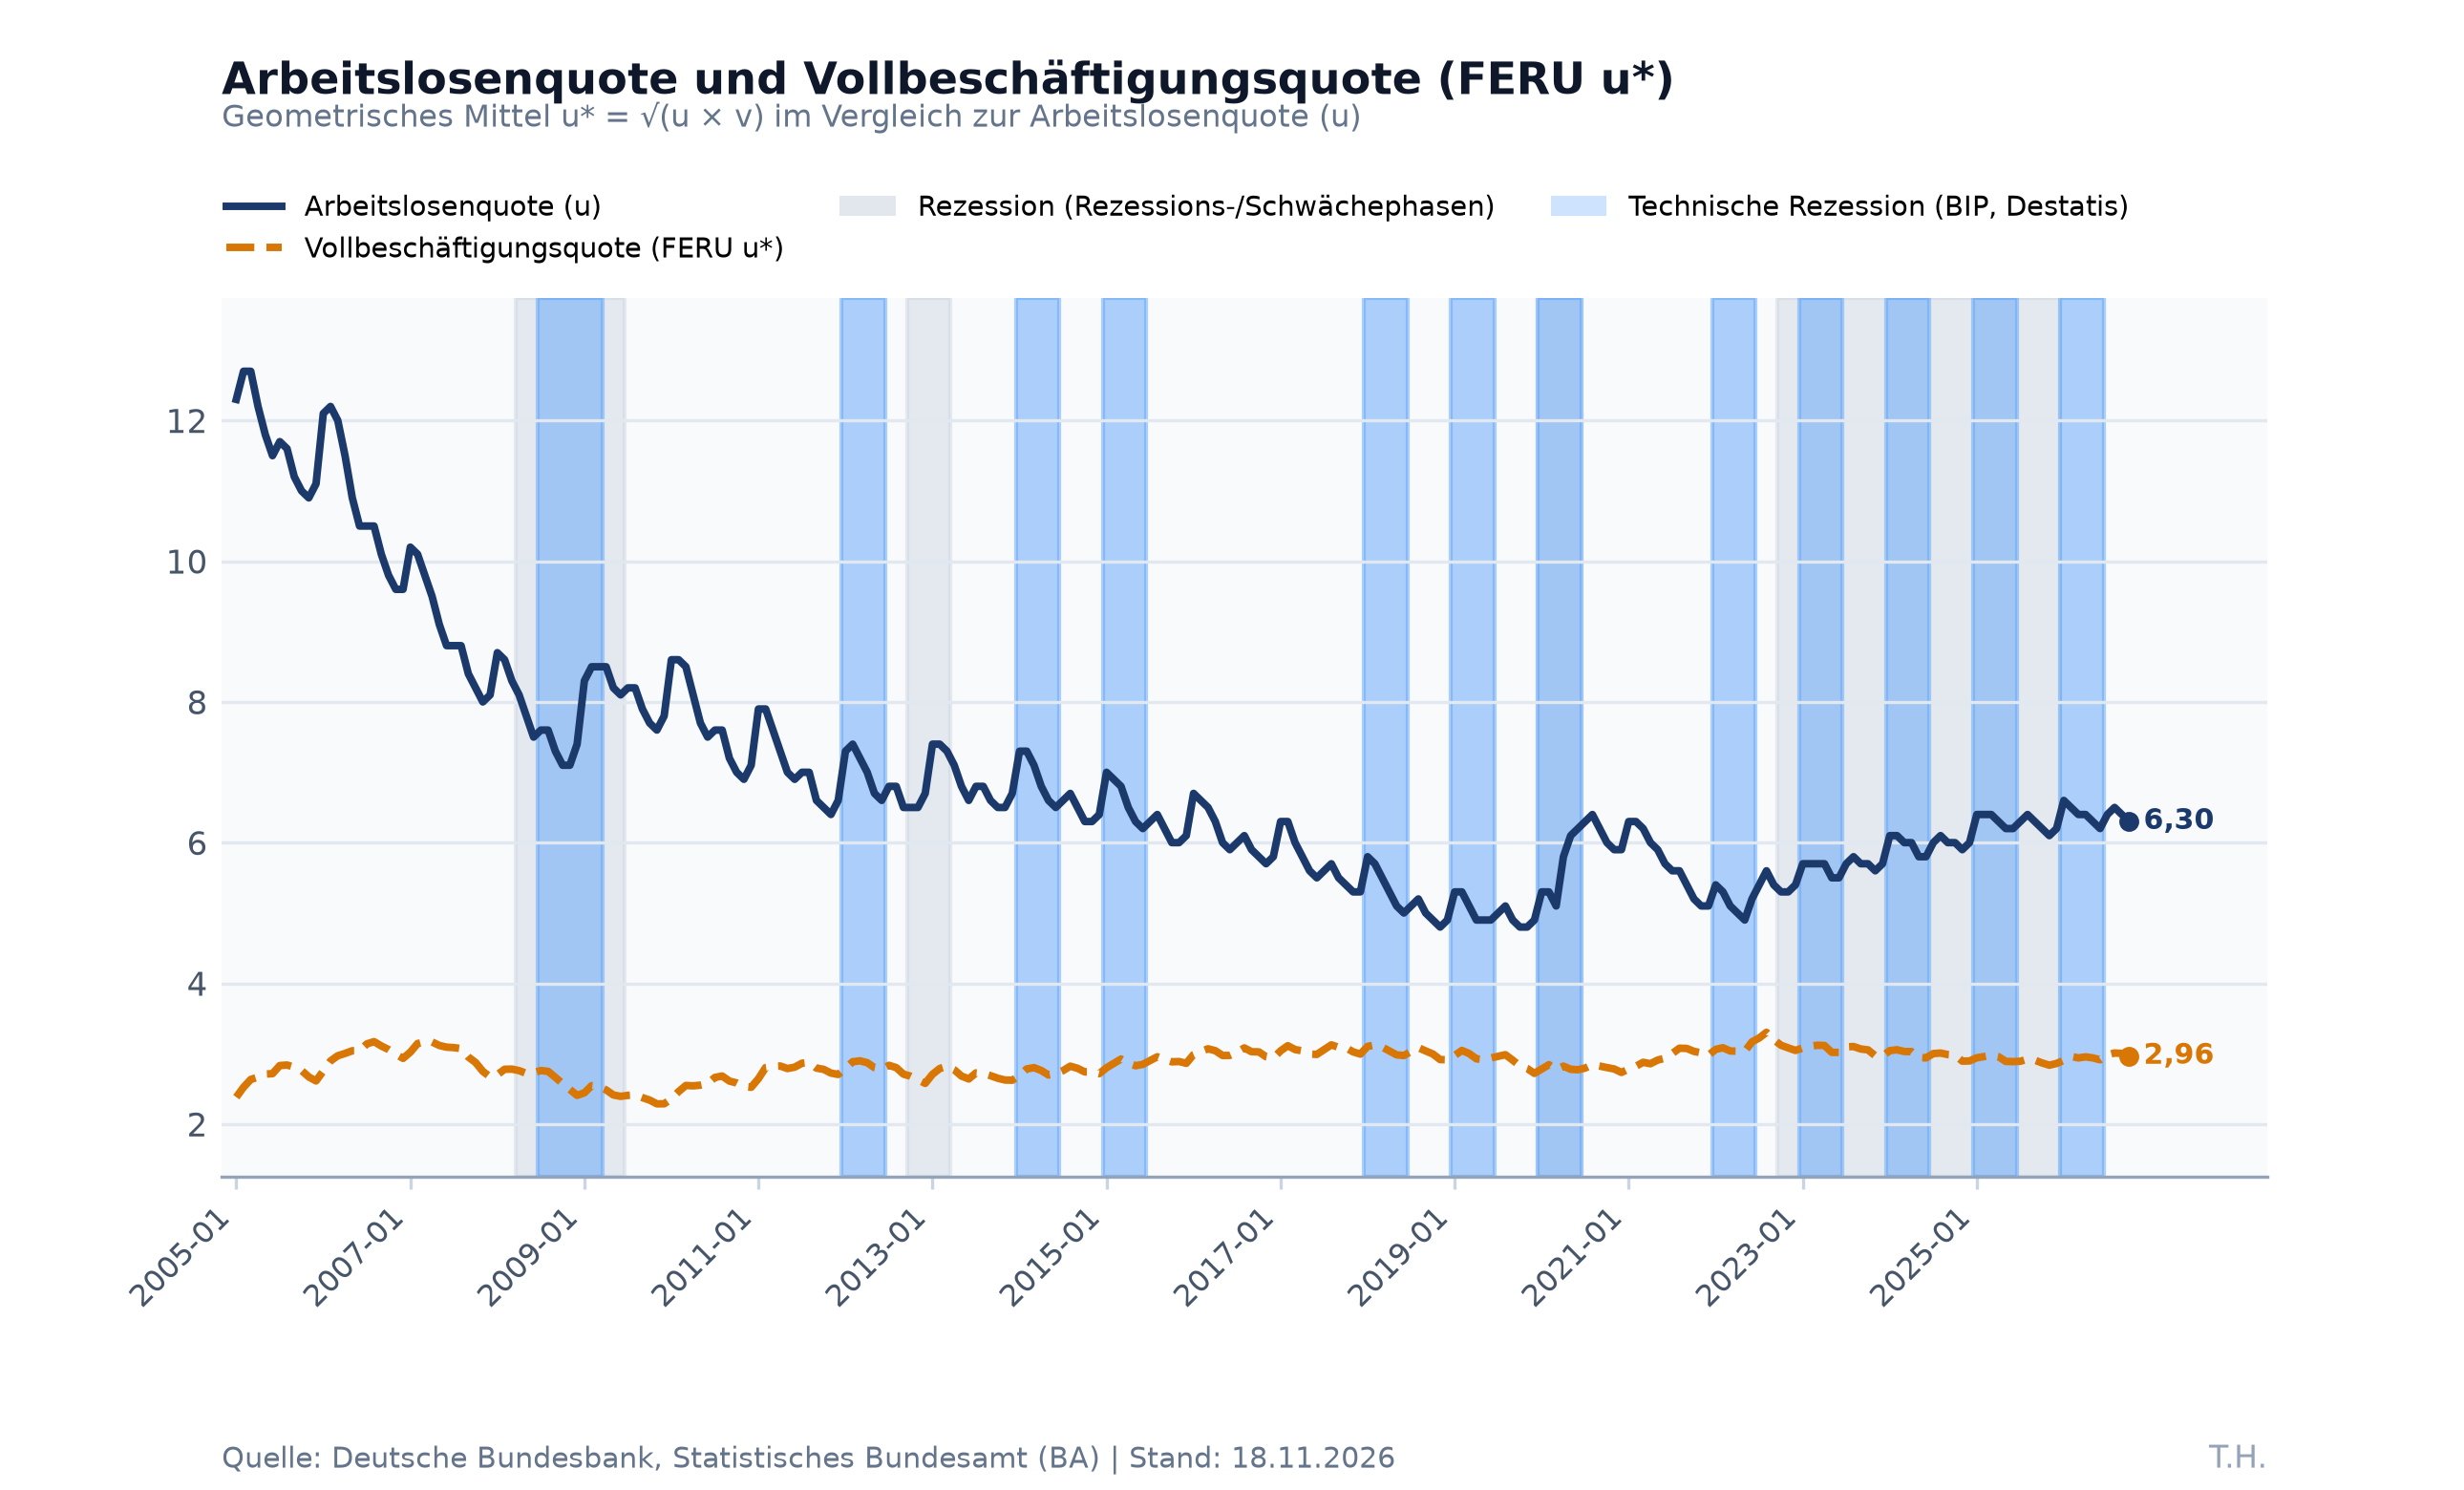 Arbeitslosenquote und Vollbeschäftigungsquote (FERU u*)
Geometrisches Mittel u* = √(u × v) im Vergleich zur Arbeitslosenquote (u)
Arbeitslosenquote (u)
Vollbeschäftigungsquote (FERU u*)
Rezession (Rezessions-/Schwächephasen)
Technische Rezession (BIP, Destatis)
12
10
8
6
4
2
6,30
2,96
2005-01
2007-01
2009-01
2011-01
2013-01
2015-01
2017-01
2019-01
2021-01
2023-01
2025-01
Quelle: Deutsche Bundesbank, Statistisches Bundesamt (BA) | Stand: 18.11.2026
T.H.